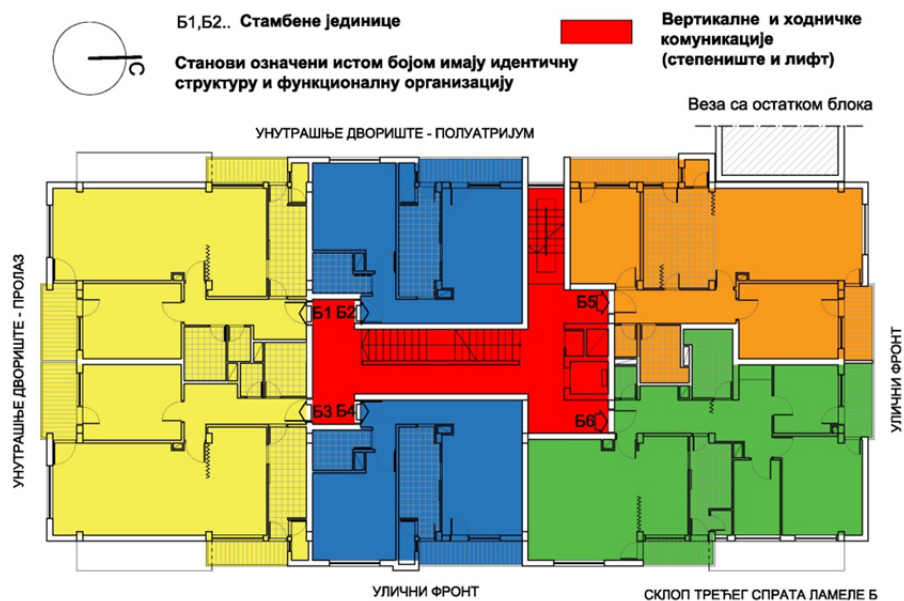 Б1,Б2.. Стамбене јединице
Вертикалне и ходничке
комуникације
(степениште и лифт)
С
Станови означени истом бојом имају идентичну
структуру и функционалну организацију
Веза са остатком блока
УНУТРАШЊЕ ДВОРИШТЕ - ПОЛУАТРИЈУМ
УНУТРАШЊЕ ДВОРИШТЕ - ПРОЛАЗ
Б1 Б2
Б5
Б3 Б4
Б6
УЛИЧНИ ФРОНТ
УЛИЧНИ ФРОНТ
СКЛОП ТРЕЋЕГ СПРАТА ЛАМЕЛЕ Б